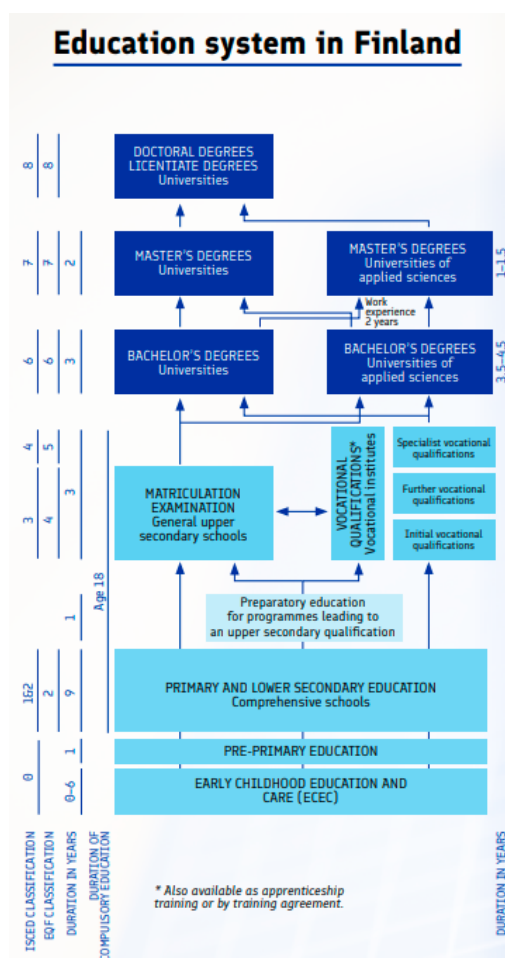 Education system in Finland
DOCTORAL DEGREES
LICENTIATE DEGREES
Universities
8
8
MASTER'S DEGREES
Universities
MASTER'S DEGREES
Universities of
applied sciences
7
7
2
1–1.5
Work
experience
2 years
BACHELOR'S DEGREES
Universities
BACHELOR'S DEGREES
Universities of
applied sciences
6
6
3
3.5–4.5
4
5
3
4
3
MATRICULATION
EXAMINATION
General upper
secondary schools
VOCATIONAL
QUALIFICATIONS*
Vocational institutes
Specialist vocational
qualifications
Further vocational
qualifications
Initial vocational
qualifications
Age 18
1
Preparatory education
for programmes leading to
an upper secondary qualification
1&2
2
9
PRIMARY AND LOWER SECONDARY EDUCATION
Comprehensive schools
0
1
PRE-PRIMARY EDUCATION
0–6
EARLY CHILDHOOD EDUCATION AND
CARE (ECEC)
ISCED CLASSIFICATION
EQF CLASSIFICATION
DURATION IN YEARS
DURATION OF
COMPULSORY EDUCATION
* Also available as apprenticeship
training or by training agreement.
DURATION IN YEARS